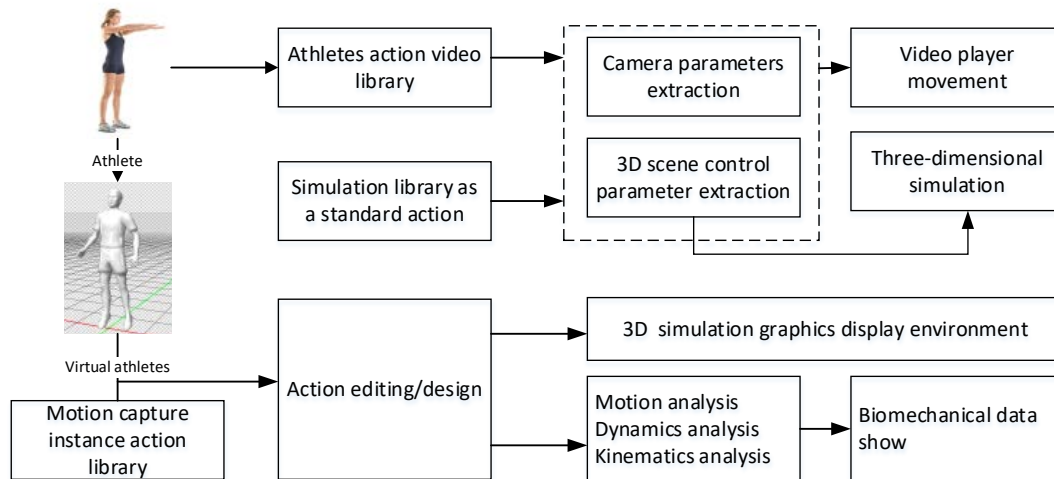 Athletes action video
library
Camera parameters
extraction
Video player
movement
Athlete
Simulation library as
a standard action
3D scene control
parameter extraction
Three-dimensional
simulation
Virtual athletes
Motion capture
instance action
library
Action editing/design
3D simulation graphics display environment
Motion analysis
Dynamics analysis
Kinematics analysis
Biomechanical data
show